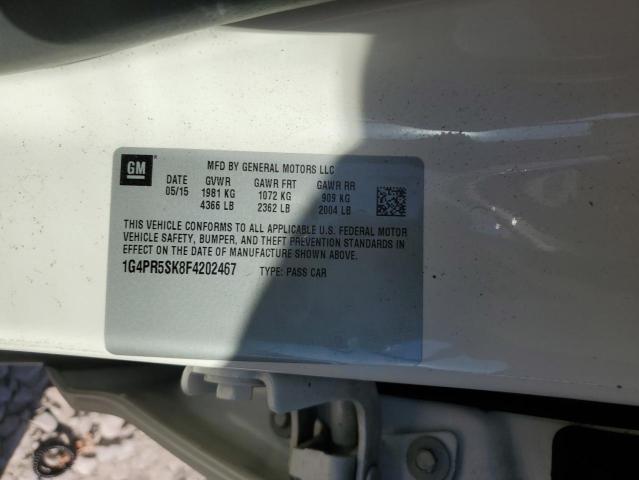 GM
MFD BY GENERAL MOTORS LLC
DATE GVWR GAWR FRT GAWR RR
05/15 1981 KG 1072 KG 909 KG
4366 LB 2362 LB 2004 LB
THIS VEHICLE CONFORMS TO ALL APPLICABLE U.S. FEDERAL MOTOR
VEHICLE SAFETY, BUMPER, AND THEFT PREVENTION STANDARDS IN
EFFECT ON THE DATE OF MANUFACTURE SHOWN ABOVE.
1G4PR5SK8F4202467 TYPE: PASS CAR